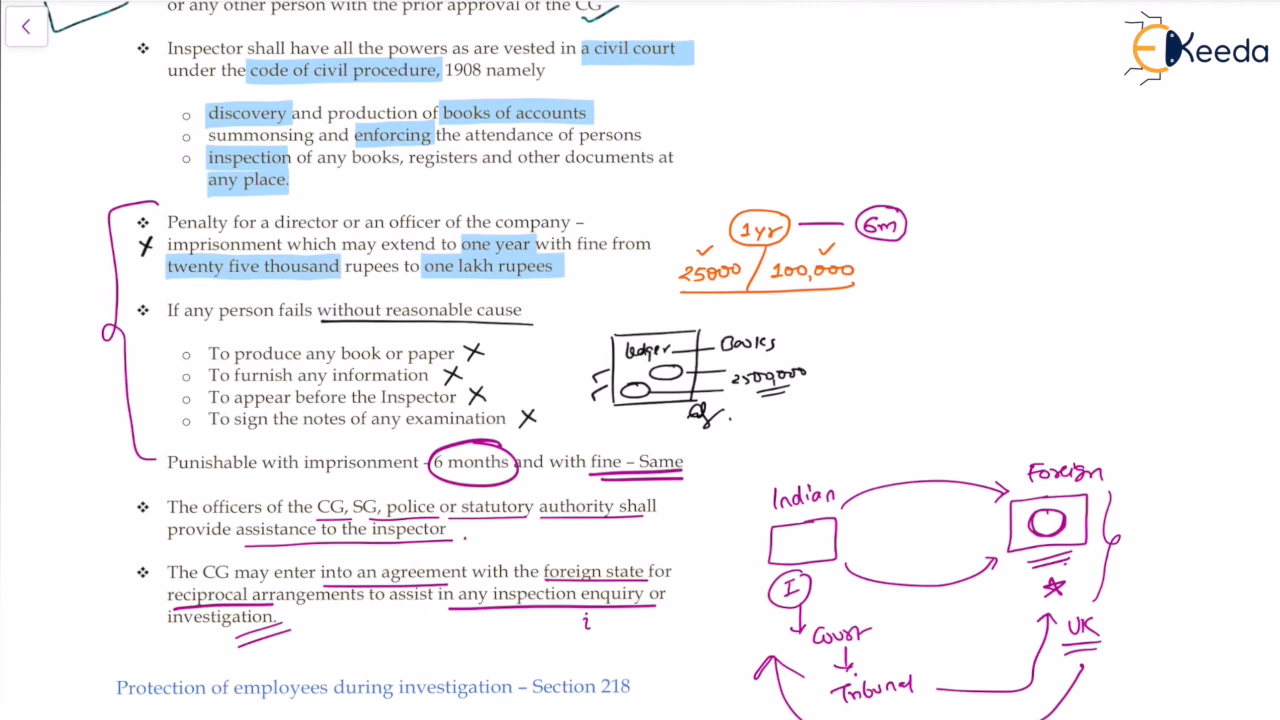 or any other person with the prior approval of the CG
EKeeda
❖ Inspector shall have all the powers as are vested in a civil court
under the code of civil procedure, 1908 namely
o discovery and production of books of accounts
o summonsing and enforcing the attendance of persons
o inspection of any books, registers and other documents at
any place.
❖ Penalty for a director or an officer of the company –
imprisonment which may extend to one year with fine from
twenty five thousand rupees to one lakh rupees
1yr — 6m
25000 / 100,000
❖ If any person fails without reasonable cause
o To produce any book or paper
o To furnish any information
o To appear before the Inspector
o To sign the notes of any examination
ledger Books
2500,000
Punishable with imprisonment - 6 months and with fine – Same
❖ The officers of the CG, SG, police or statutory authority shall
provide assistance to the inspector
❖ The CG may enter into an agreement with the foreign state for
reciprocal arrangements to assist in any inspection enquiry or
investigation.
i
Indian Foreign
I
Court
Tribunal
UK
Protection of employees during investigation – Section 218